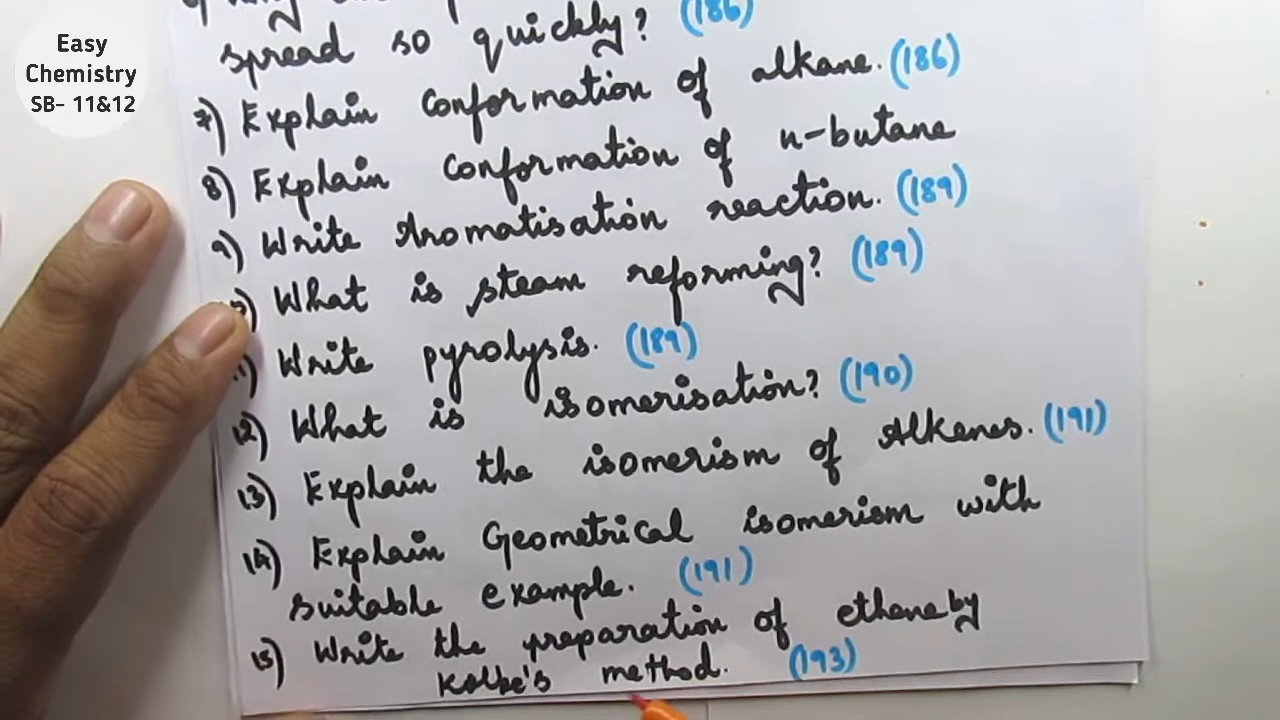 Easy
Chemistry
SB- 11&12
spread so quickly? (186)
7) Explain conformation of alkane. (186)
8) Explain conformation of n-butane
9) Write Aromatisation reaction. (189)
What is steam reforming? (189)
Write pyrolysis. (189)
12) What is isomerisation? (190)
13) Explain the isomerism of Alkenes. (191)
14) Explain Geometrical isomerism with
suitable example. (191)
15) Write the preparation of ethene by
Kolbe's method. (193)